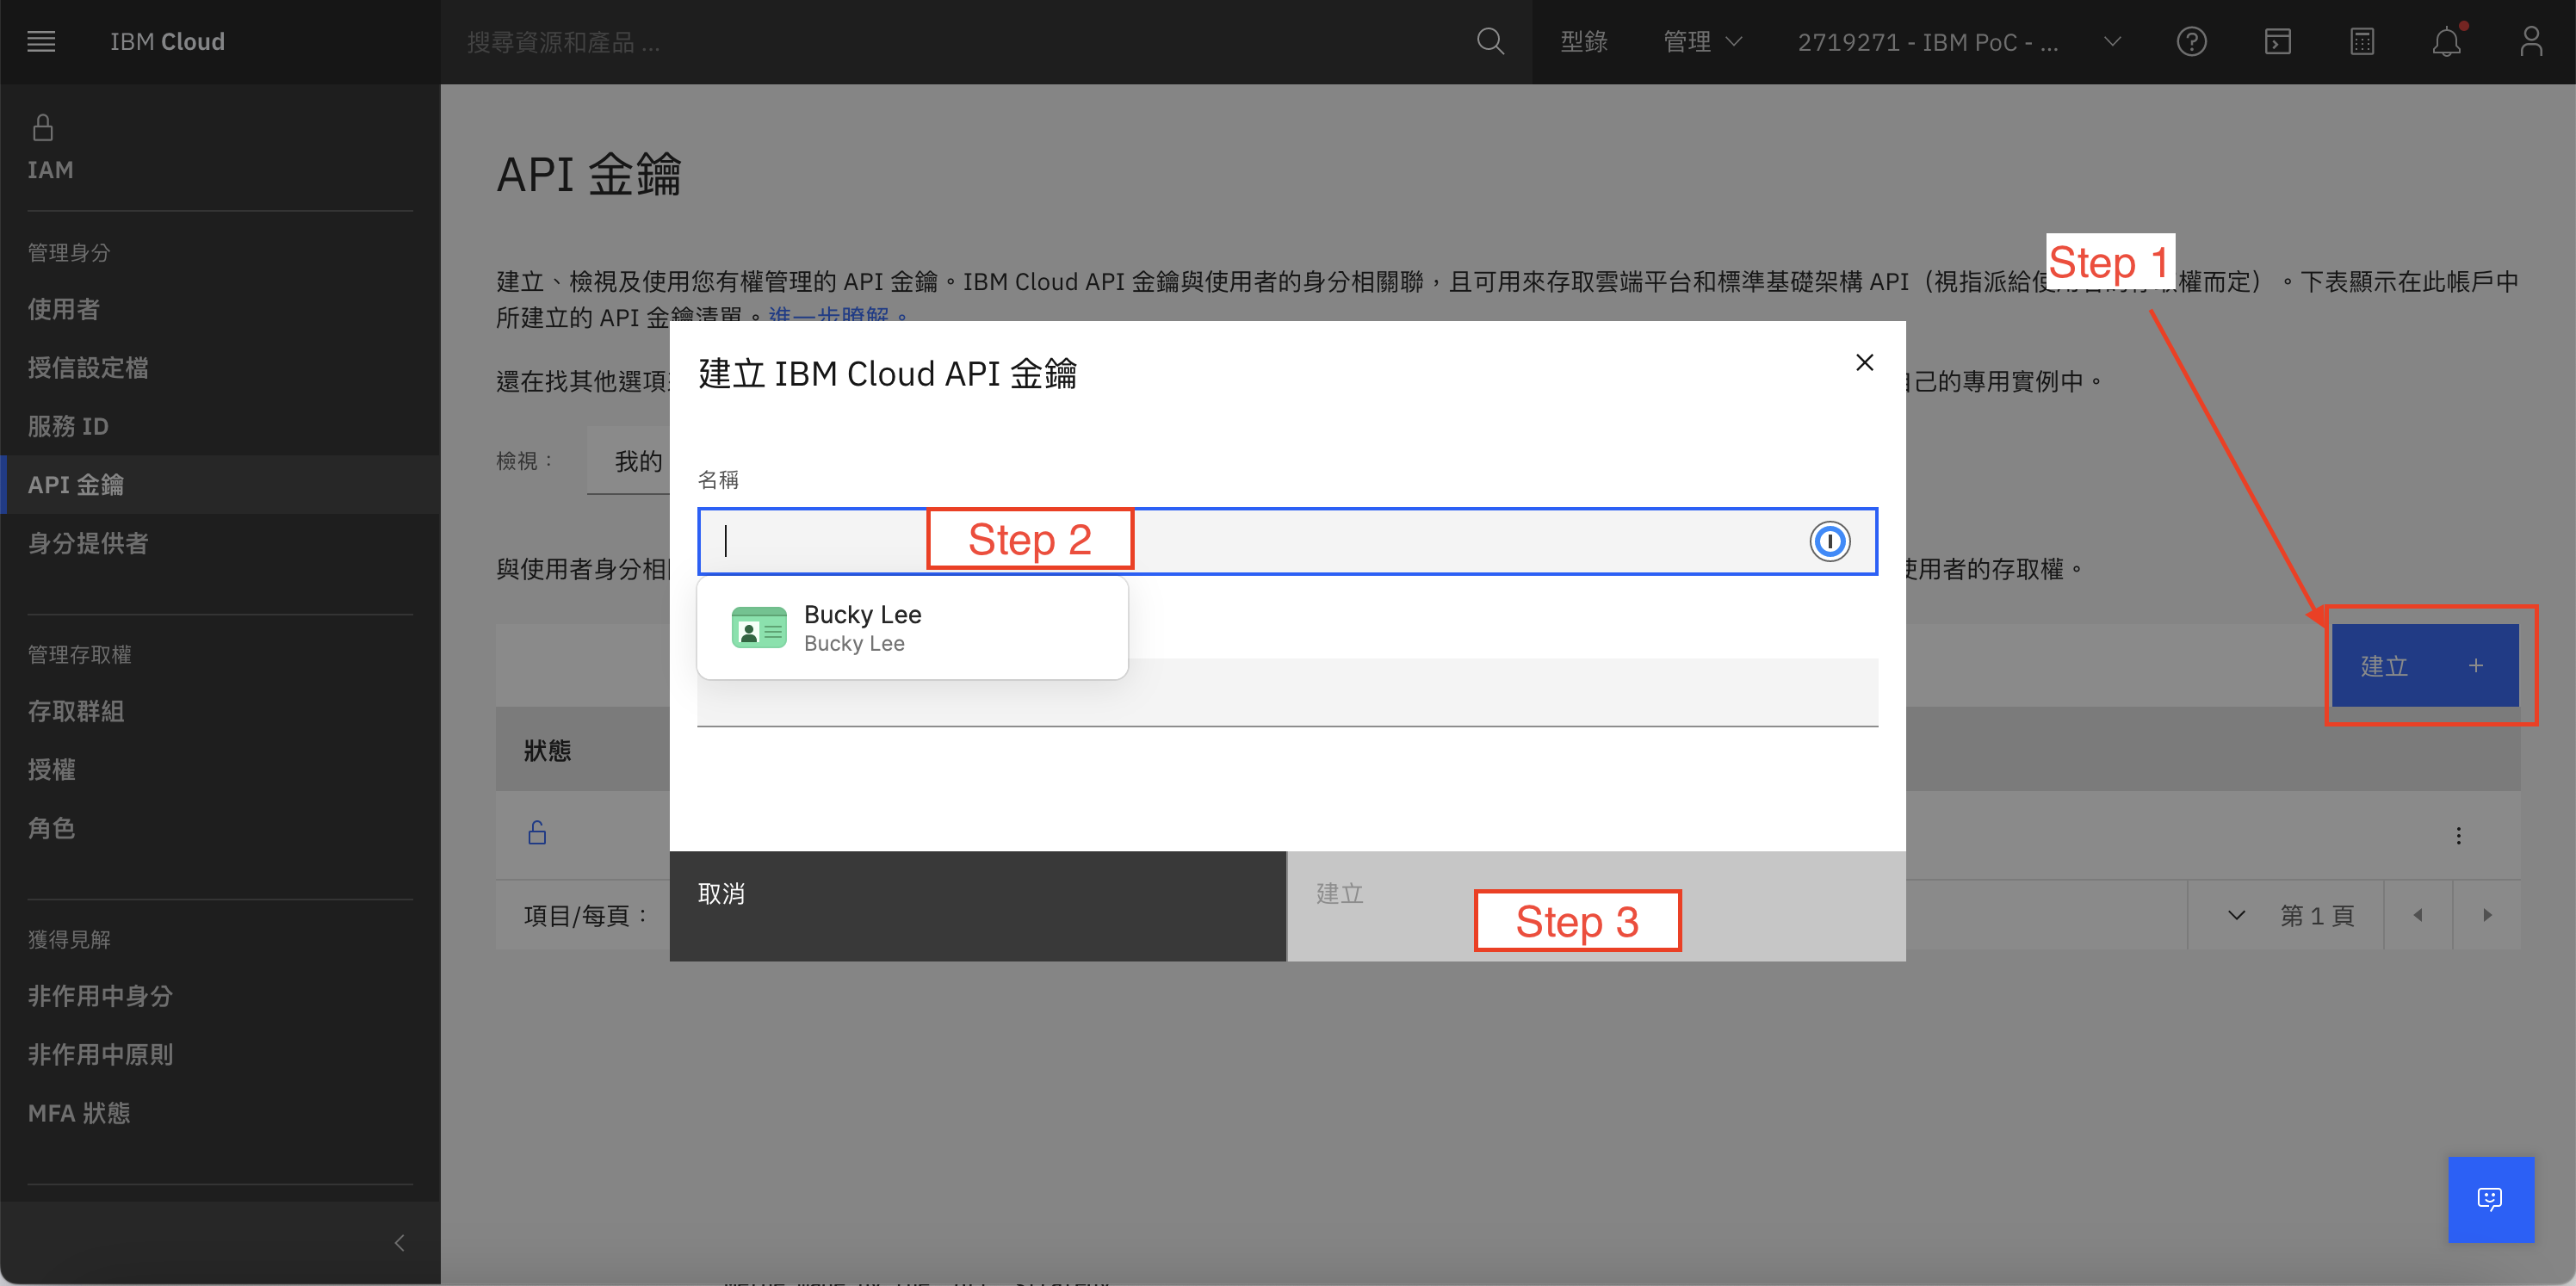 IBM Cloud
搜尋資源和產品 ...
型錄
管理
2719271 - IBM PoC - ...
IAM
管理身分
使用者
授信設定檔
服務 ID
API 金鑰
身分提供者
管理存取權
存取群組
授權
角色
獲得見解
非作用中身分
非作用中原則
MFA 狀態
API 金鑰
Step 1
建立、檢視及使用您有權管理的 API 金鑰。IBM Cloud API 金鑰與使用者的身分相關聯，且可用來存取雲端平台和標準基礎架構 API（視指派給使 權而定）。下表顯示在此帳戶中
所建立的 API 金鑰清單。進一步瞭解。
還在找其他選項 自己的專用實例中。
檢視：
我的
與使用者身分相 使用者的存取權。
建立 +
狀態
項目/每頁：
第 1 頁
建立 IBM Cloud API 金鑰
名稱
Step 2
Bucky Lee
Bucky Lee
取消
建立
Step 3